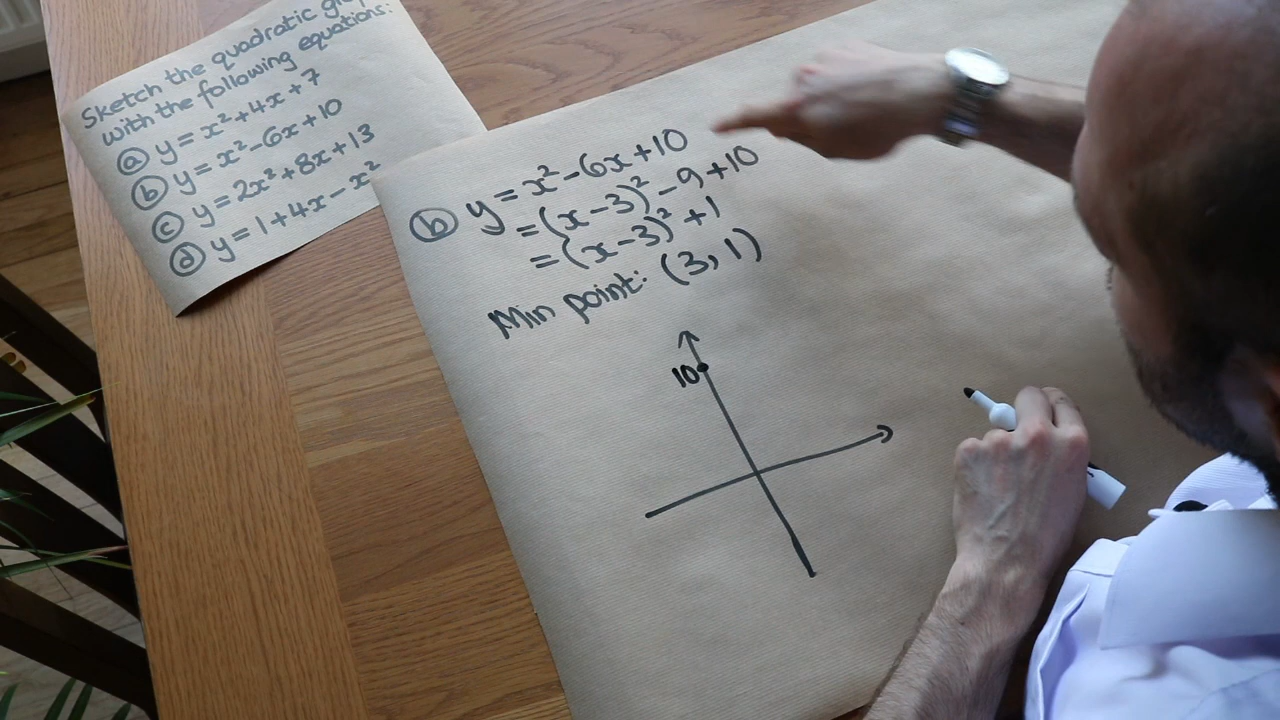 Sketch the quadratic
with the following equations:
ⓐ y = x² + 4x + 7
ⓑ y = x² - 6x + 10
ⓒ y = 2x² + 8x + 13
ⓓ y = 1 + 4x - x²
ⓑ y = x² - 6x + 10
= (x - 3)² - 9 + 10
= (x - 3)² + 1
Min point: (3, 1)
10